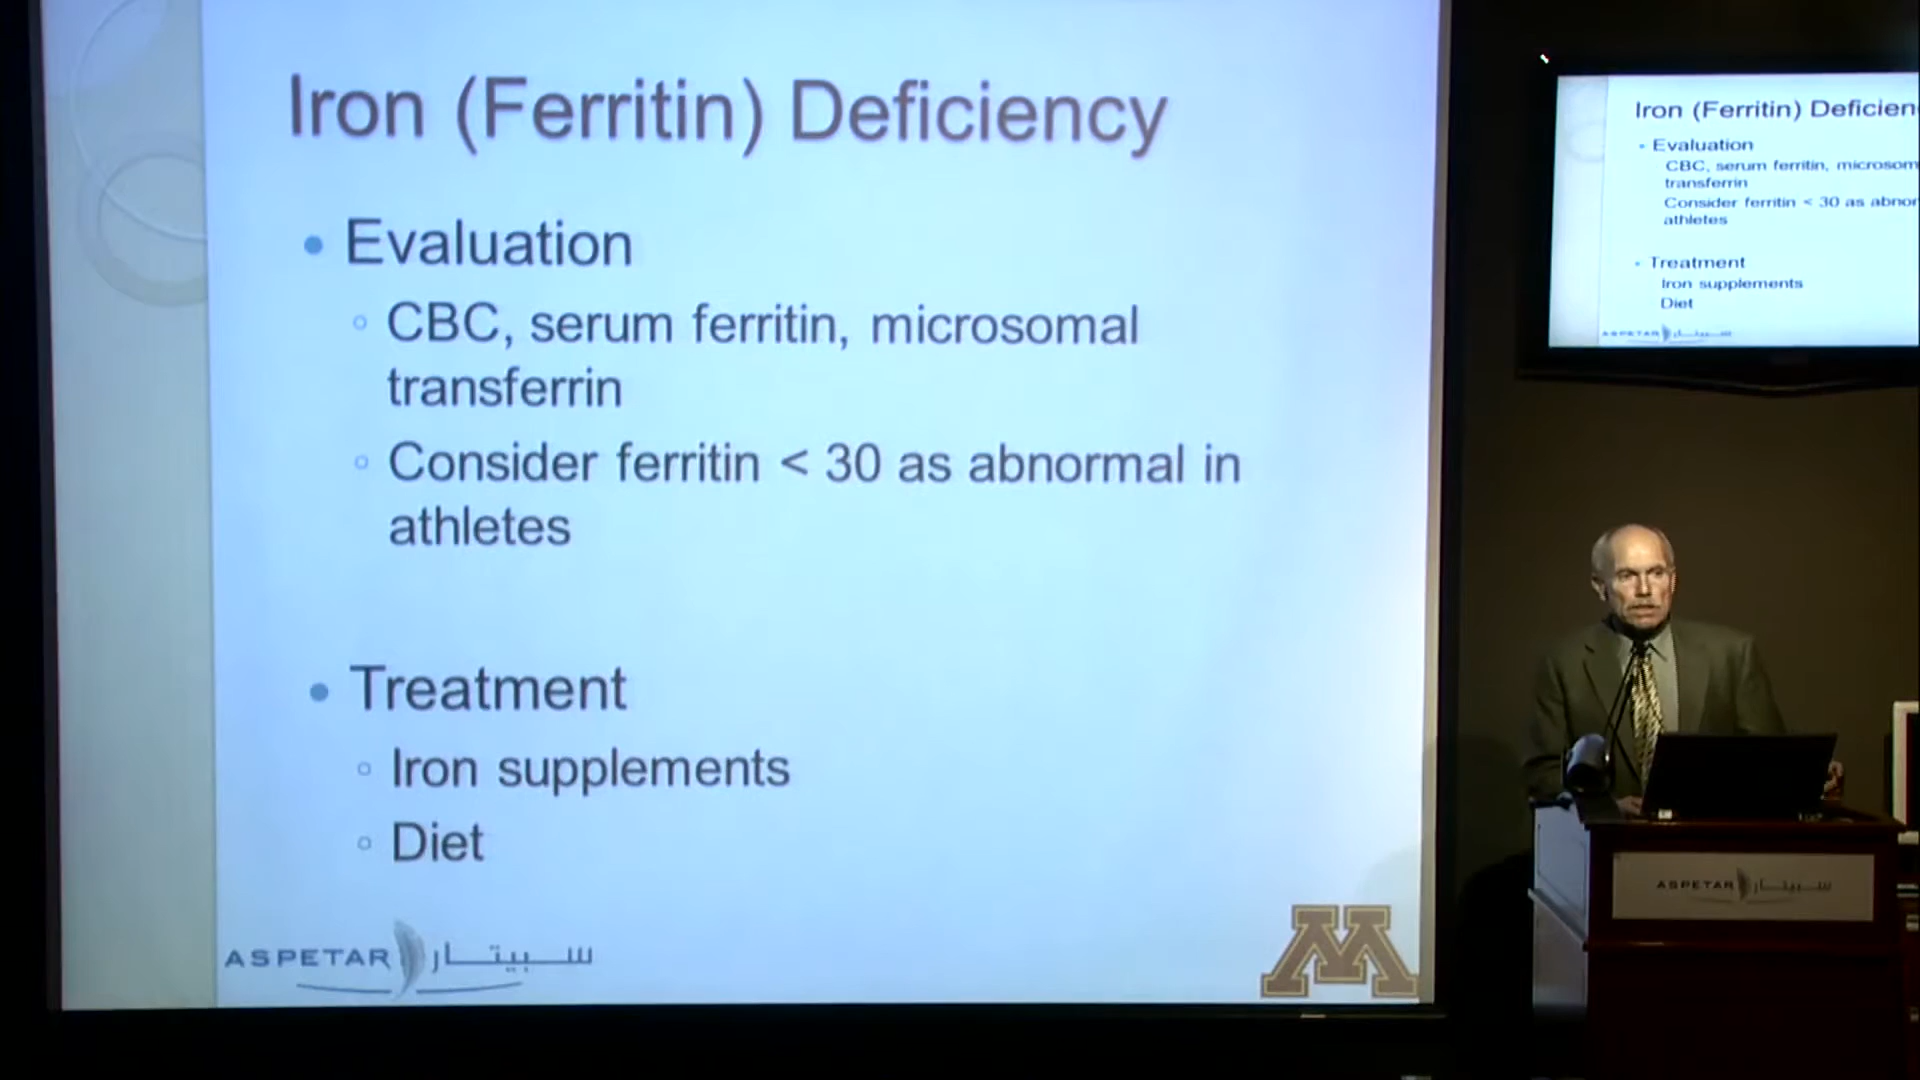 Iron (Ferritin) Deficiency
• Evaluation
◦ CBC, serum ferritin, microsomal
transferrin
◦ Consider ferritin < 30 as abnormal in
athletes
• Treatment
◦ Iron supplements
◦ Diet
ASPETAR سبيتار
M
Iron (Ferritin) Deficien
• Evaluation
CBC, serum ferritin, microsom
transferrin
Consider ferritin < 30 as abnor
athletes
• Treatment
Iron supplements
Diet
ASPETAR سبيتار
ASPETAR سبيتار